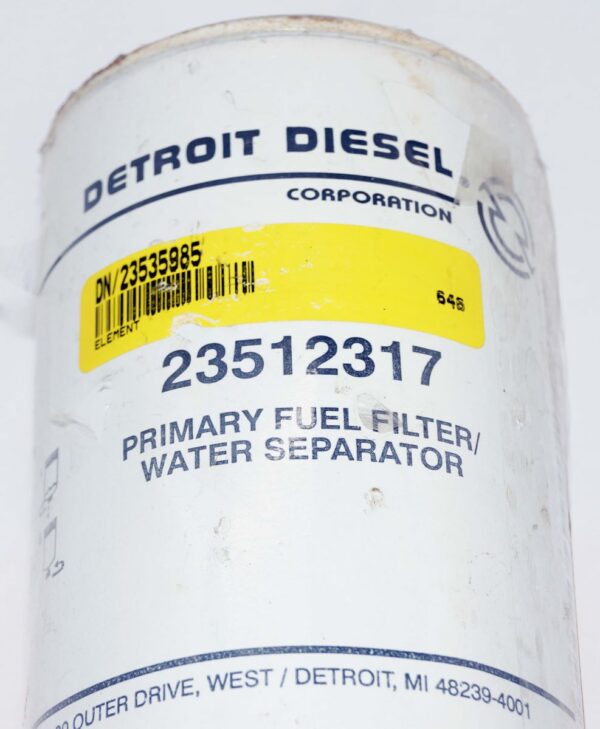 DETROIT DIESEL
CORPORATION
DN/23535985
ELEMENT
23512317
PRIMARY FUEL FILTER/
WATER SEPARATOR
OUTER DRIVE, WEST / DETROIT, MI 48239-4001